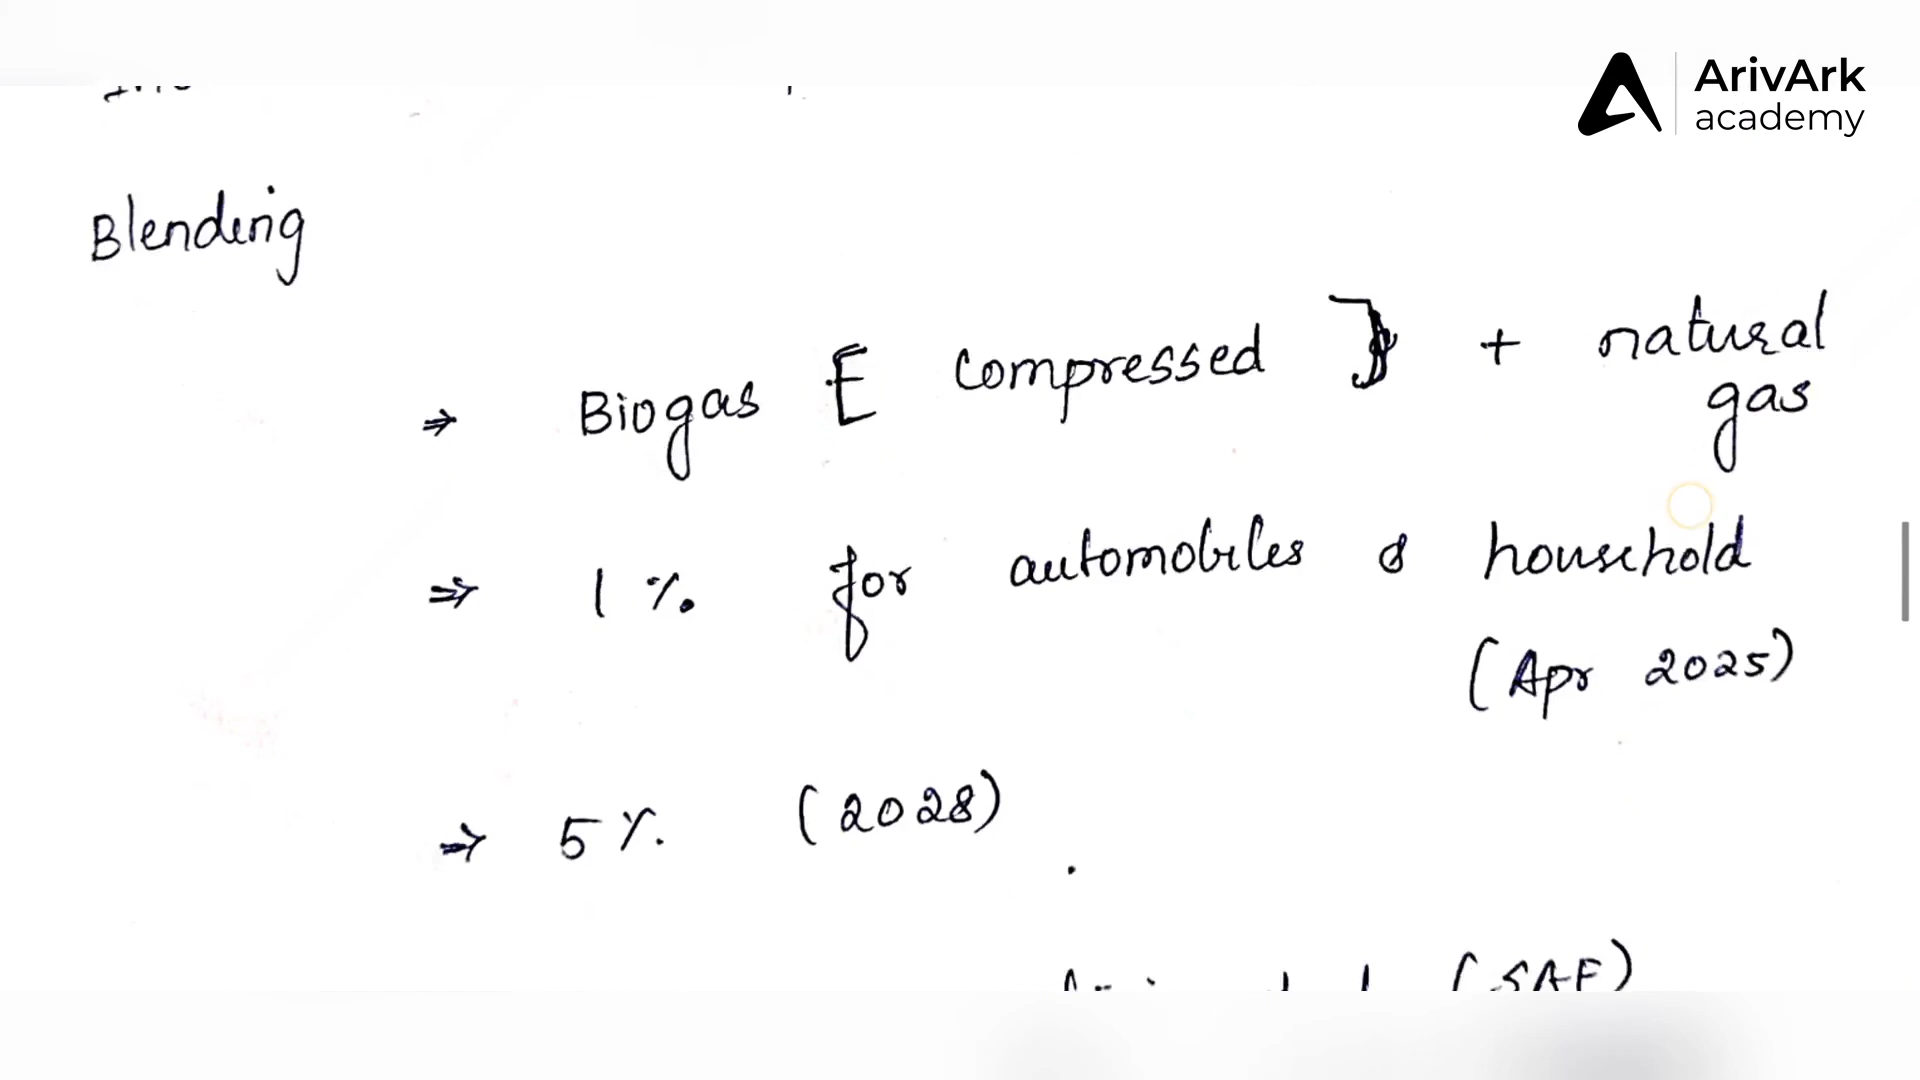 ArivArk
academy
Blending
⇒ Biogas [ compressed ] + natural
gas
⇒ 1 % for automobiles & household
(Apr 2025)
⇒ 5 % (2028)
(SAF)